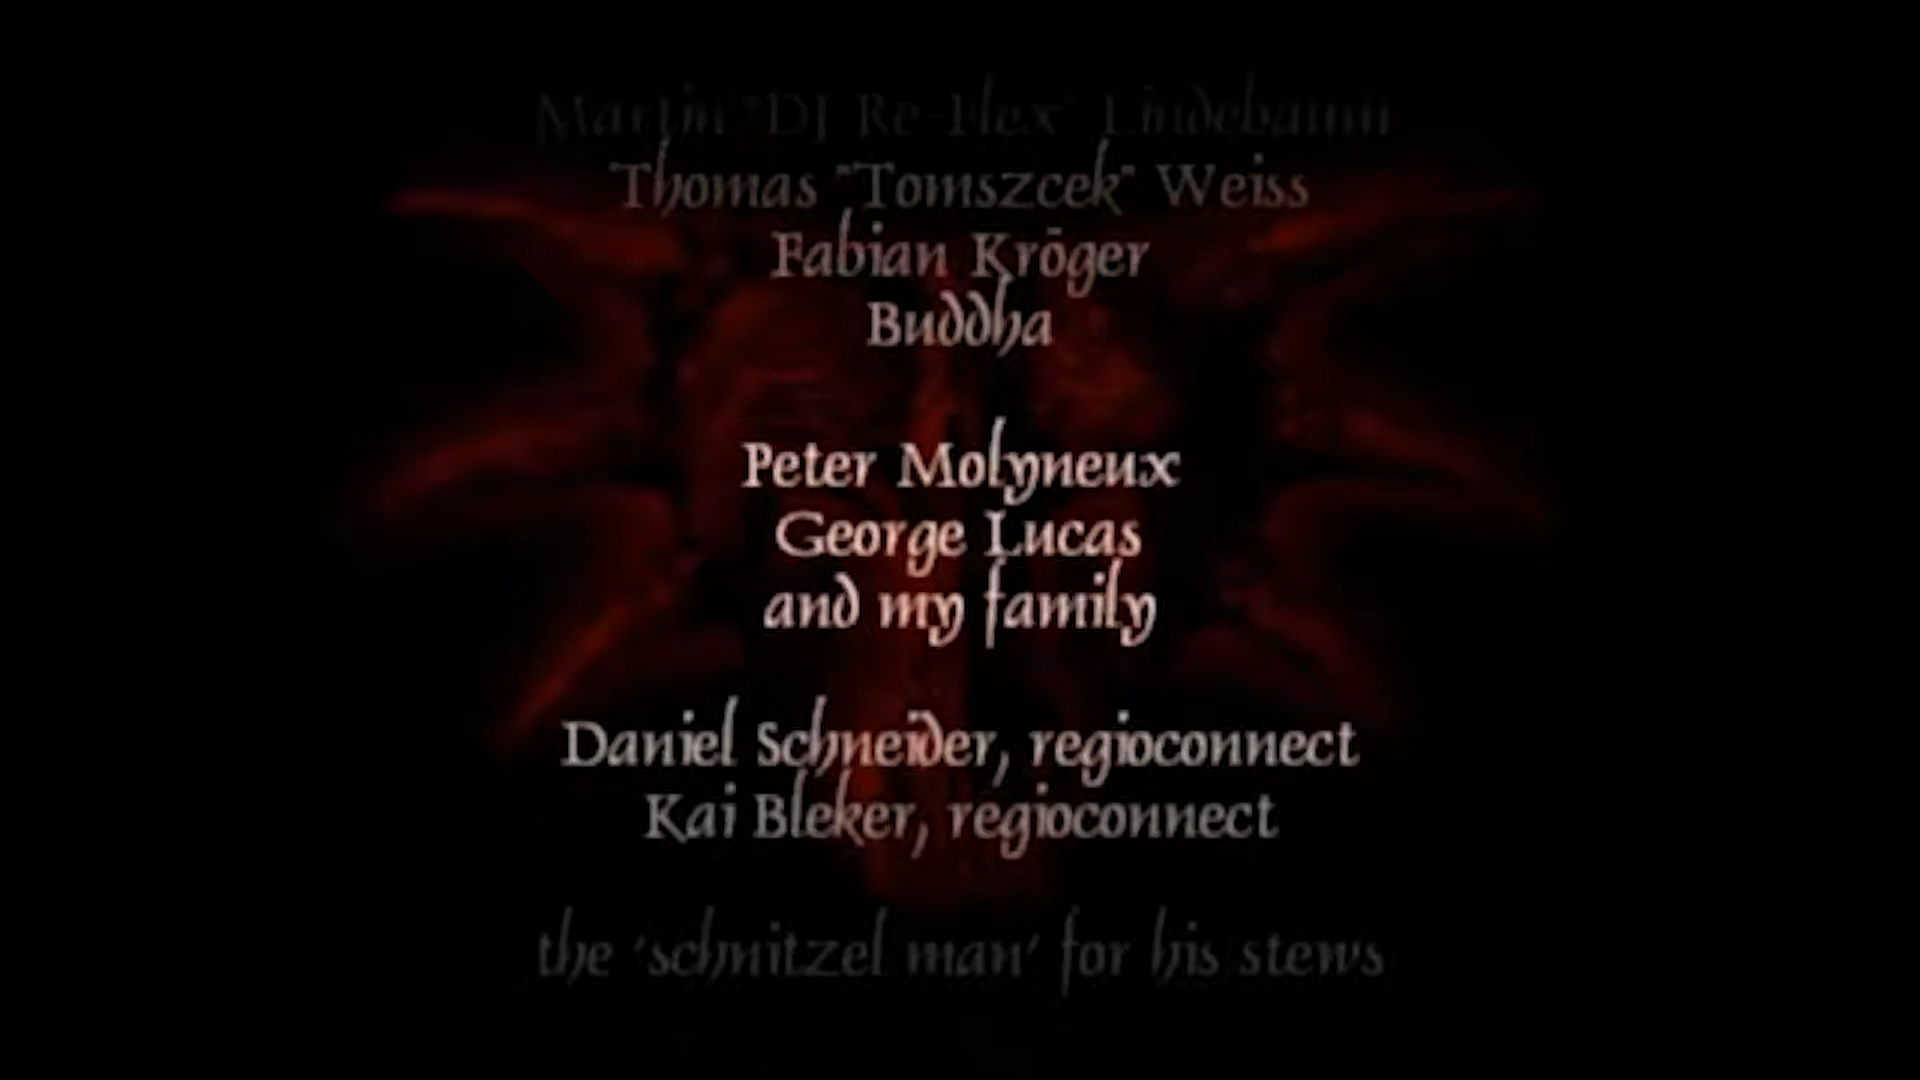 Martin "DJ Re-Flex" Lindebaum
Thomas "Tomszcek" Weiss
Fabian Kröger
Buddha
Peter Molyneux
George Lucas
and my family
Daniel Schneider, regioconnect
Kai Bleker, regioconnect
the 'schnitzel man' for his stews